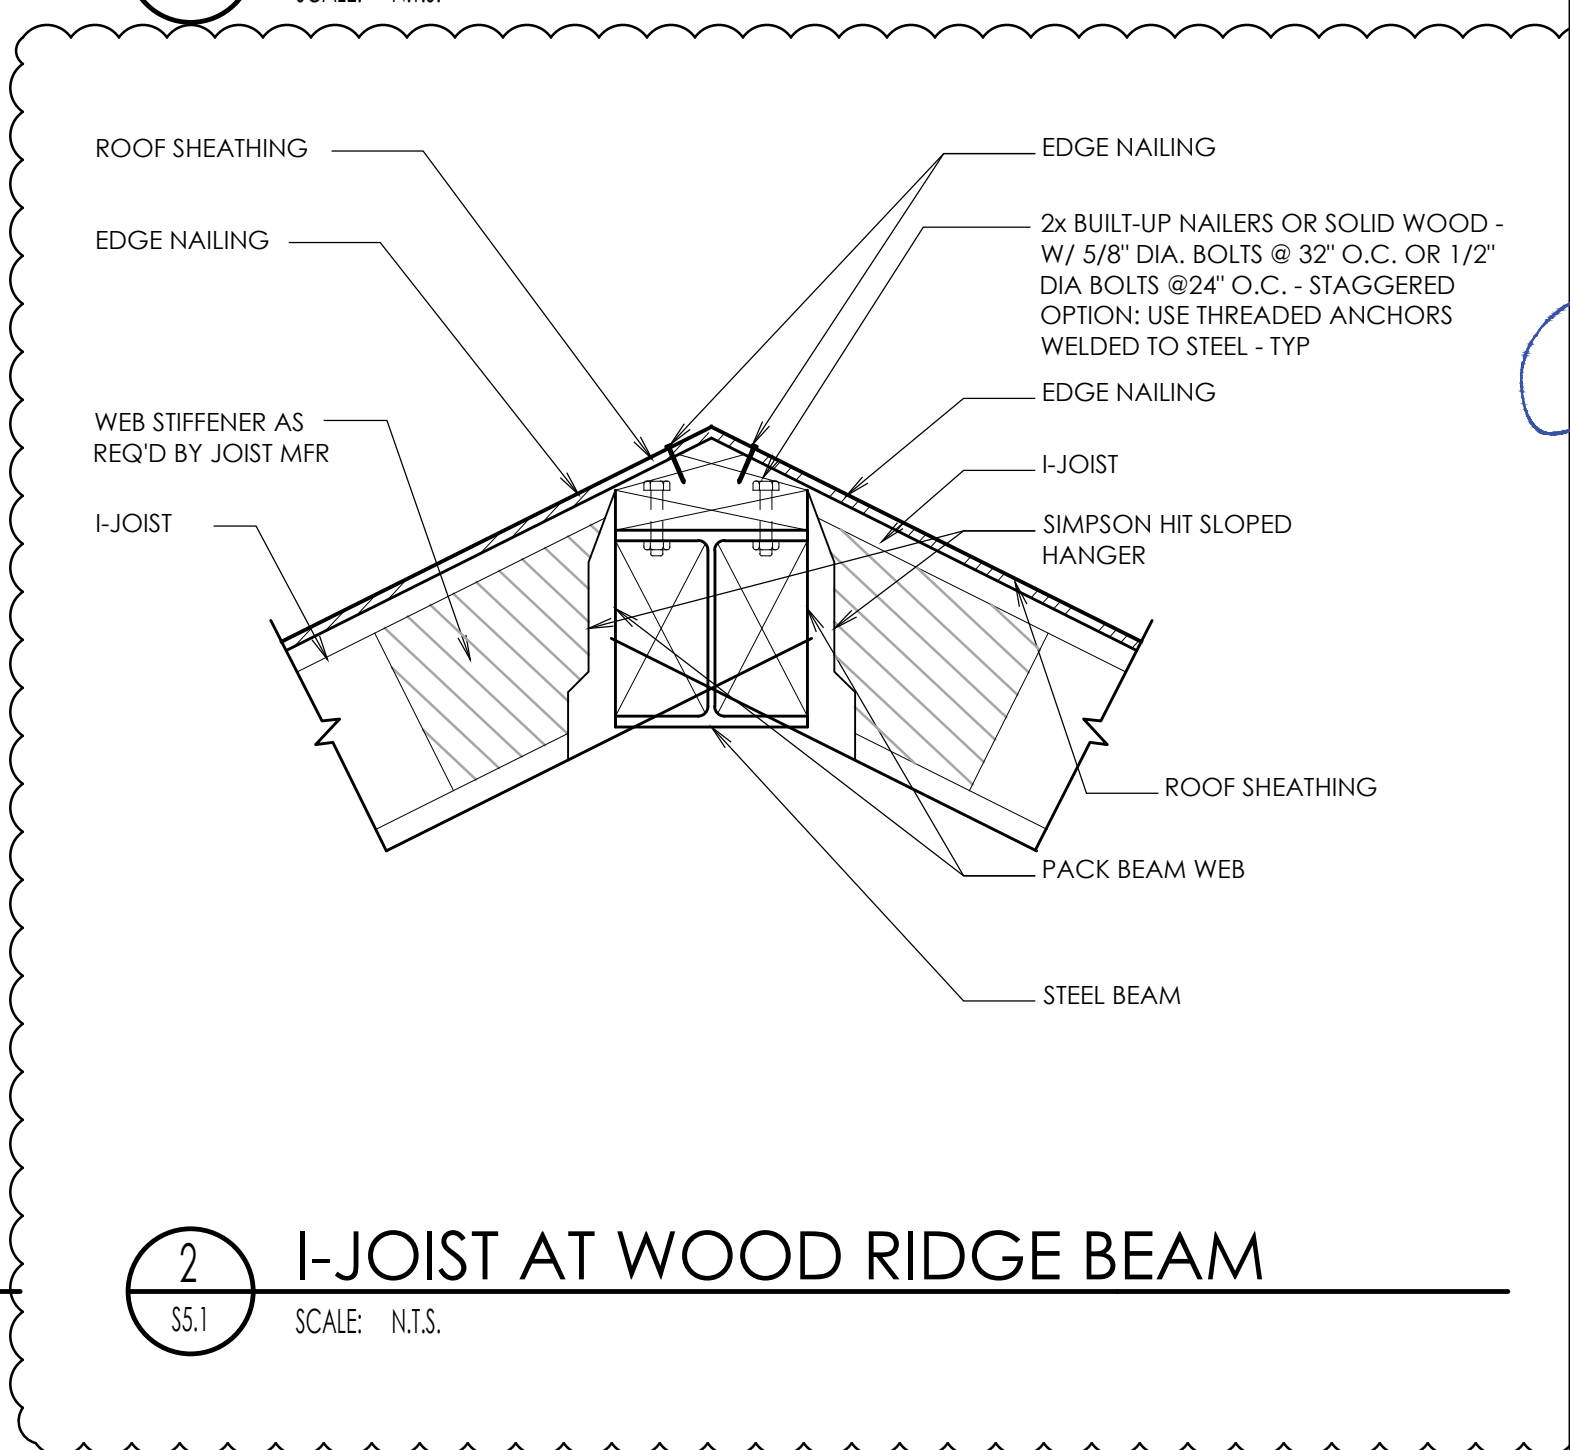 ROOF SHEATHING
EDGE NAILING
WEB STIFFENER AS
REQ'D BY JOIST MFR
I-JOIST
EDGE NAILING
2x BUILT-UP NAILERS OR SOLID WOOD -
W/ 5/8" DIA. BOLTS @ 32" O.C. OR 1/2"
DIA BOLTS @24" O.C. - STAGGERED
OPTION: USE THREADED ANCHORS
WELDED TO STEEL - TYP
EDGE NAILING
I-JOIST
SIMPSON HIT SLOPED
HANGER
ROOF SHEATHING
PACK BEAM WEB
STEEL BEAM
2
S5.1
I-JOIST AT WOOD RIDGE BEAM
SCALE: N.T.S.